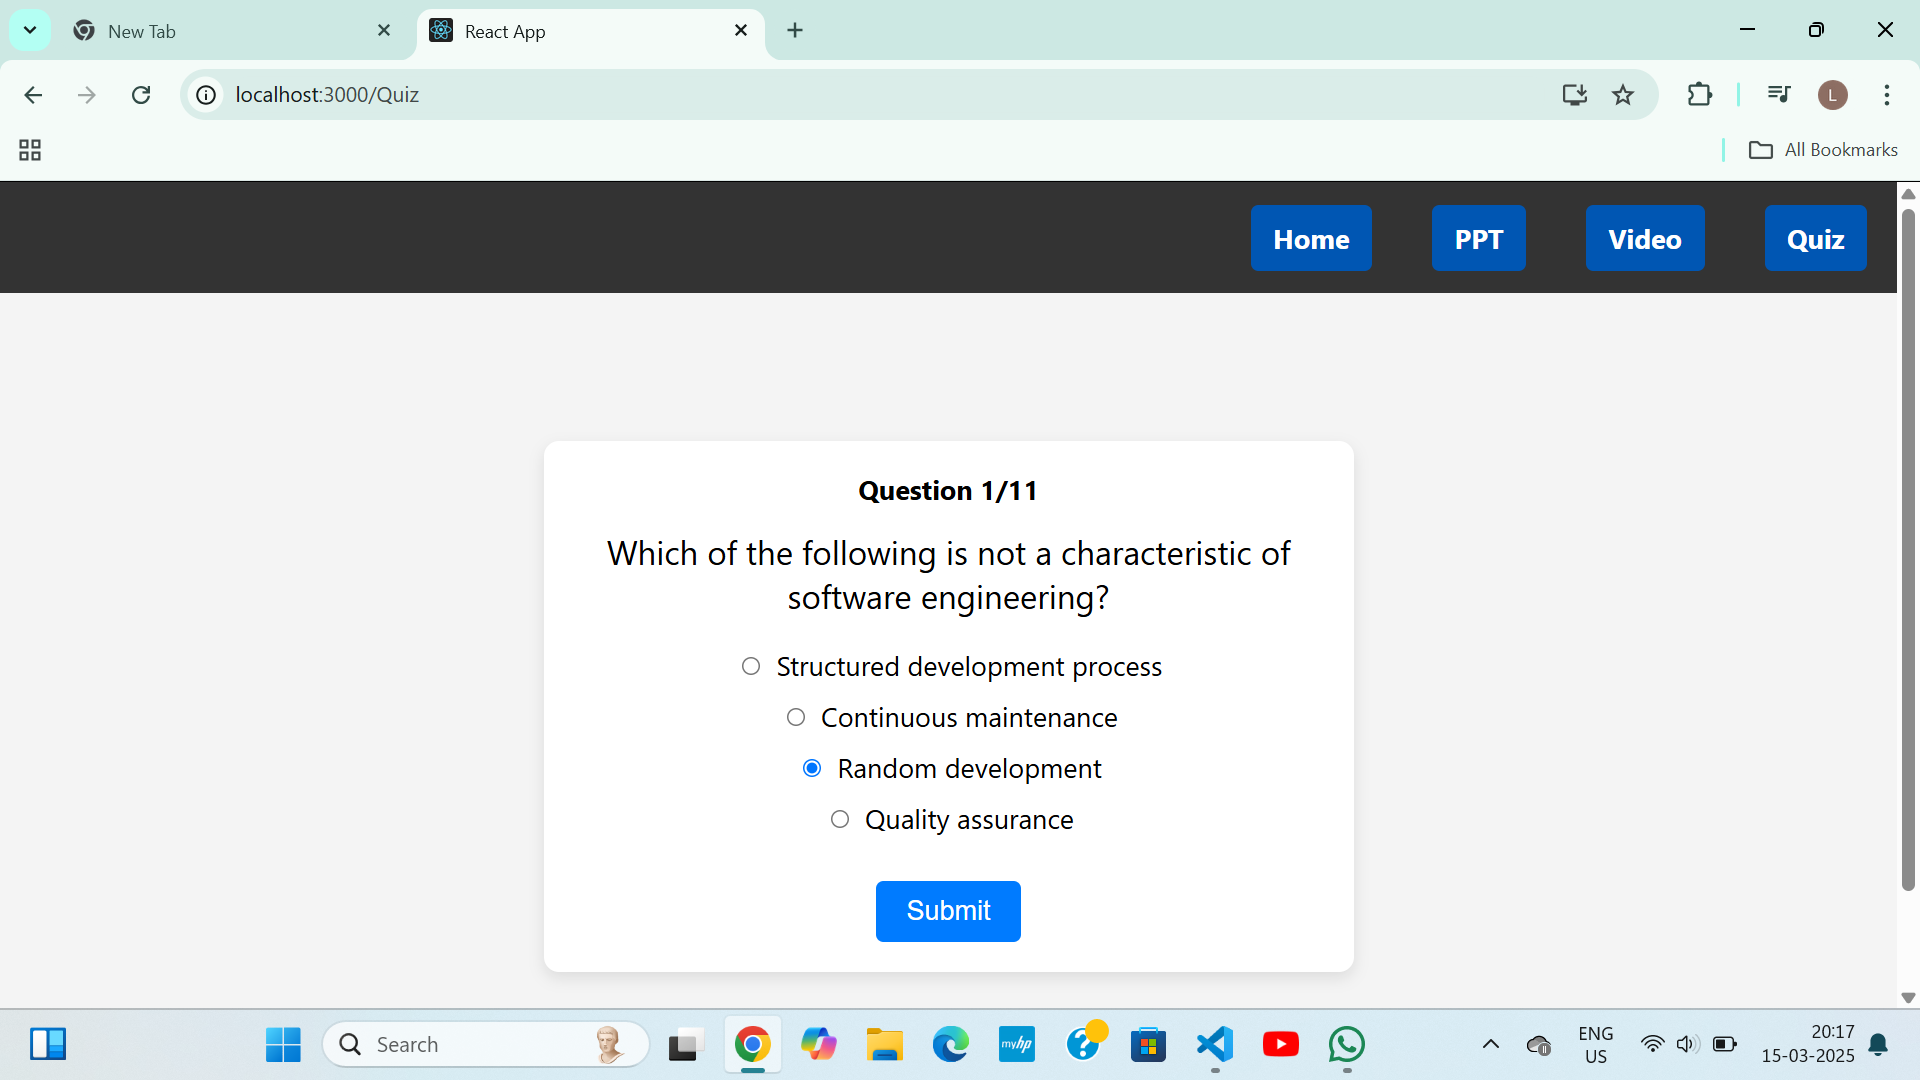 New Tab
React App
localhost:3000/Quiz
L
All Bookmarks
Home
PPT
Video
Quiz
Question 1/11
Which of the following is not a characteristic of
software engineering?
Structured development process
Continuous maintenance
Random development
Quality assurance
Submit
Search
myhp
ENG
US
20:17
15-03-2025